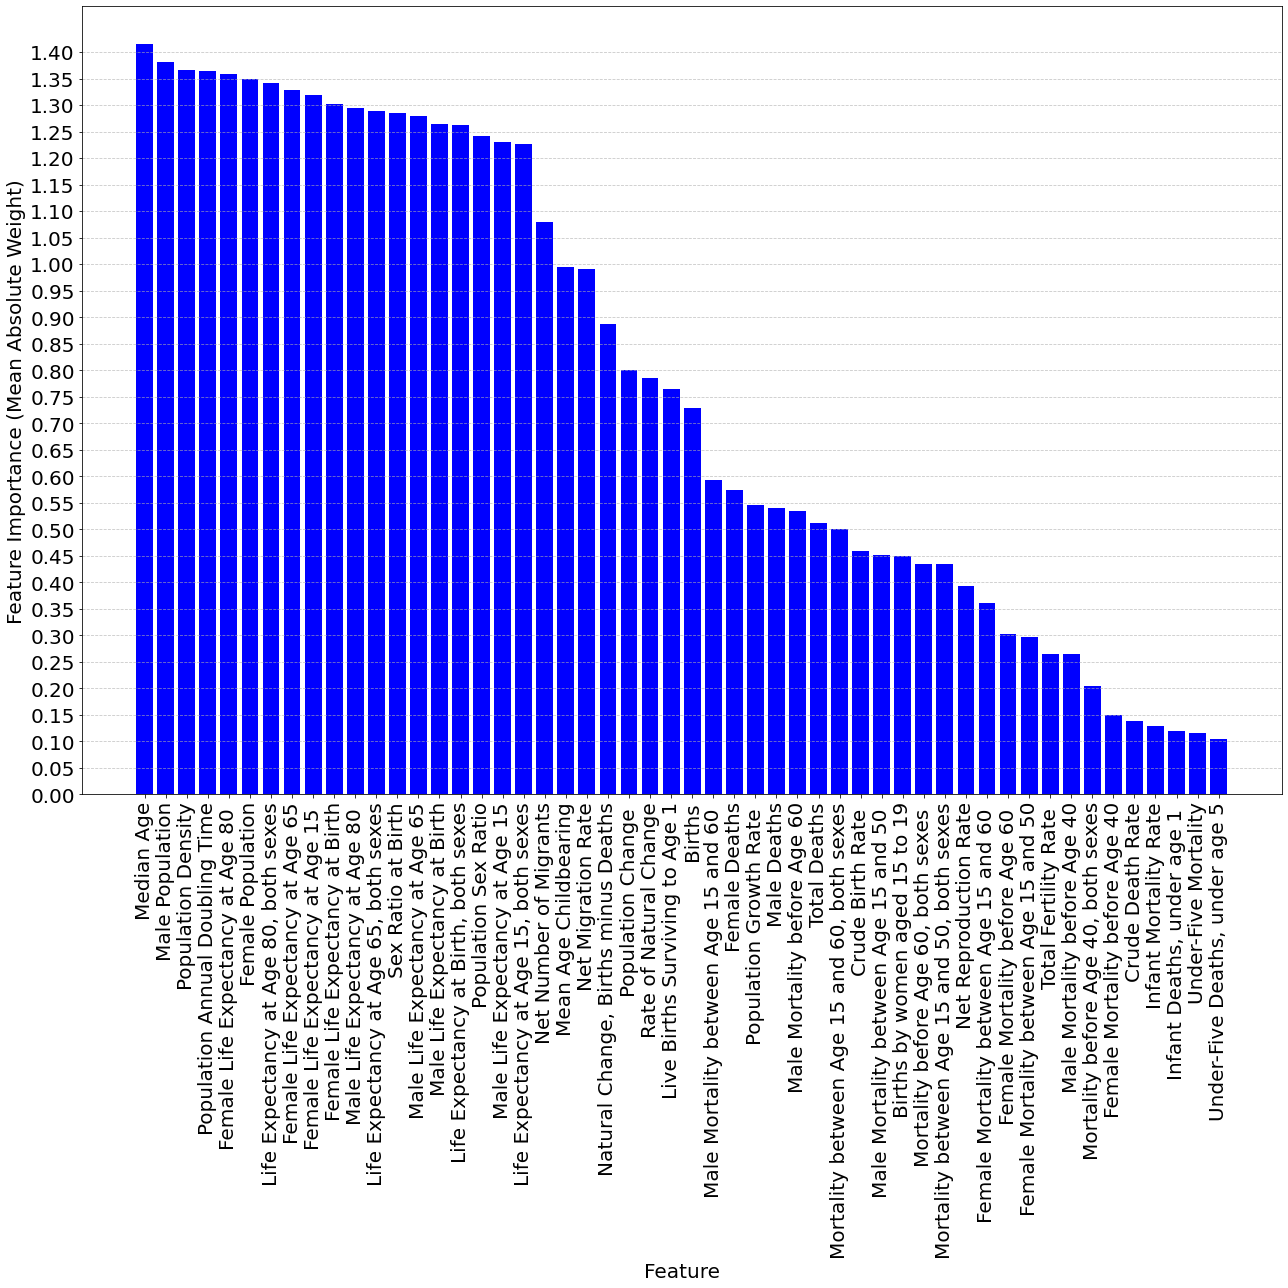 Feature Importance (Mean Absolute Weight)
1.40
1.35
1.30
1.25
1.20
1.15
1.10
1.05
1.00
0.95
0.90
0.85
0.80
0.75
0.70
0.65
0.60
0.55
0.50
0.45
0.40
0.35
0.30
0.25
0.20
0.15
0.10
0.05
0.00
Median Age
Male Population
Population Density
Population Annual Doubling Time
Female Life Expectancy at Age 80
Female Population
Life Expectancy at Age 80, both sexes
Female Life Expectancy at Age 65
Female Life Expectancy at Age 15
Female Life Expectancy at Birth
Male Life Expectancy at Age 80
Life Expectancy at Age 65, both sexes
Sex Ratio at Birth
Male Life Expectancy at Age 65
Male Life Expectancy at Birth
Life Expectancy at Birth, both sexes
Population Sex Ratio
Male Life Expectancy at Age 15
Life Expectancy at Age 15, both sexes
Net Number of Migrants
Mean Age Childbearing
Net Migration Rate
Natural Change, Births minus Deaths
Population Change
Rate of Natural Change
Live Births Surviving to Age 1
Births
Male Mortality between Age 15 and 60
Female Deaths
Population Growth Rate
Male Deaths
Male Mortality before Age 60
Total Deaths
Mortality between Age 15 and 60, both sexes
Crude Birth Rate
Male Mortality between Age 15 and 50
Births by women aged 15 to 19
Mortality before Age 60, both sexes
Mortality between Age 15 and 50, both sexes
Net Reproduction Rate
Female Mortality between Age 15 and 60
Female Mortality before Age 60
Female Mortality between Age 15 and 50
Total Fertility Rate
Male Mortality before Age 40
Mortality before Age 40, both sexes
Female Mortality before Age 40
Crude Death Rate
Infant Mortality Rate
Infant Deaths, under age 1
Under-Five Mortality
Under-Five Deaths, under age 5
Feature